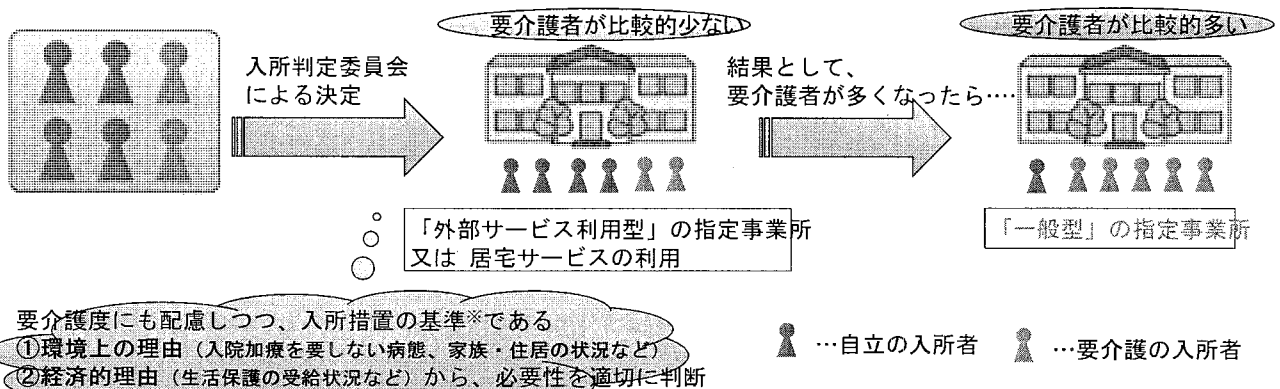 要介護者が比較的少ない
要介護者が比較的多い
入所判定委員会
による決定
結果として、
要介護者が多くなったら‥‥
「外部サービス利用型」の指定事業所
又は 居宅サービスの利用
「一般型」の指定事業所
要介護度にも配慮しつつ、入所措置の基準※である
①環境上の理由（入院加療を要しない病態、家族・住居の状況など）
②経済的理由（生活保護の受給状況など）から、必要性を適切に判断
…自立の入所者
…要介護の入所者